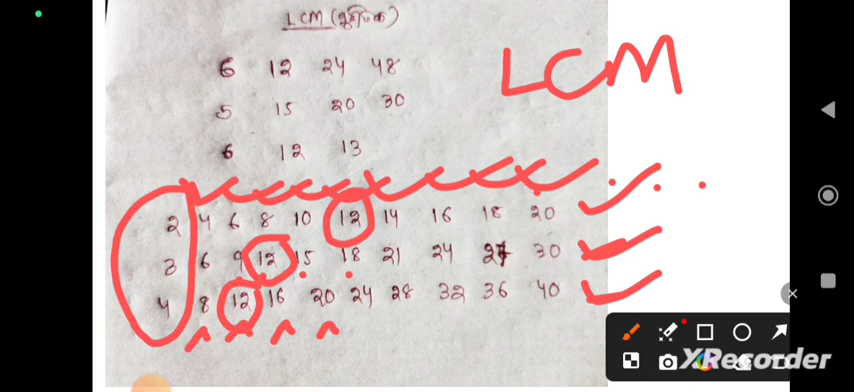 LCM
6 12 24 48
LCM
5 15 20 30
6 12 13
2 4 6 8 10 12 14 16 18 20
3 6 9 12 15 18 21 24 27 30
4 8 12 16 20 24 28 32 36 40
XRecorder